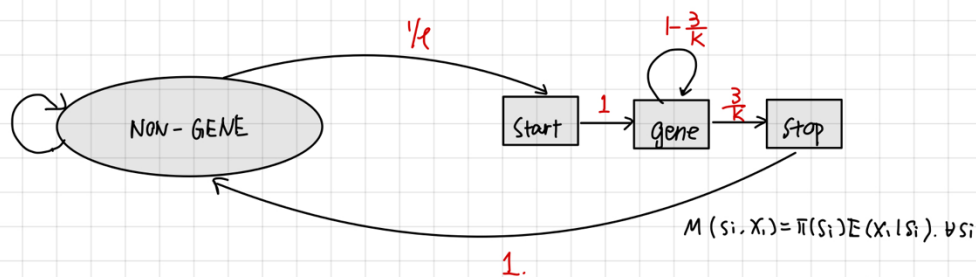 1/l
1-3/K
NON-GENE
Start
1
gene
3/K
Stop
M(si,xi)=π(si)E(xi|si). ∀si
1.